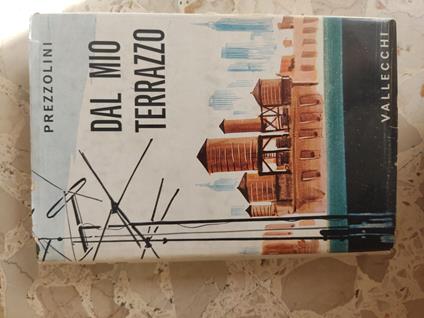 PREZZOLINI
DAL MIO
TERRAZZO
VALLECCHI